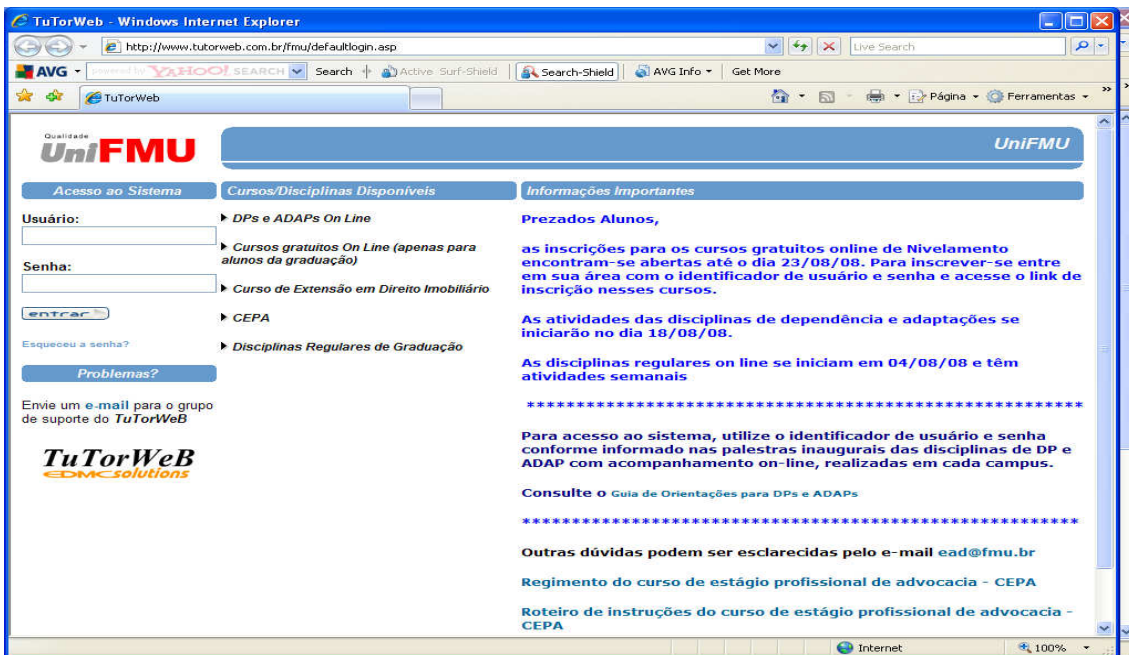 TuTorWeb - Windows Internet Explorer
http://www.tutorweb.com.br/fmu/defaultlogin.asp
Live Search
AVG
powered by YAHOO! SEARCH
Search
Active Surf-Shield
Search-Shield
AVG Info
Get More
TuTorWeb
Página
Ferramentas
Qualidade
UniFMU
UniFMU
Acesso ao Sistema
Usuário:
Senha:
entrar
Esqueceu a senha?
Problemas?
Envie um e-mail para o grupo
de suporte do TuTorWeB
TuTorWeB
EDMCsolutions
Cursos/Disciplinas Disponíveis
DPs e ADAPs On Line
Cursos gratuitos On Line (apenas para
alunos da graduação)
Curso de Extensão em Direito Imobiliário
CEPA
Disciplinas Regulares de Graduação
Informações Importantes
Prezados Alunos,
as inscrições para os cursos gratuitos online de Nivelamento
encontram-se abertas até o dia 23/08/08. Para inscrever-se entre
em sua área com o identificador de usuário e senha e acesse o link de
inscrição nesses cursos.
As atividades das disciplinas de dependência e adaptações se
iniciarão no dia 18/08/08.
As disciplinas regulares on line se iniciam em 04/08/08 e têm
atividades semanais
********************************************************
Para acesso ao sistema, utilize o identificador de usuário e senha
conforme informado nas palestras inaugurais das disciplinas de DP e
ADAP com acompanhamento on-line, realizadas em cada campus.
Consulte o Guia de Orientações para DPs e ADAPs
********************************************************
Outras dúvidas podem ser esclarecidas pelo e-mail ead@fmu.br
Regimento do curso de estágio profissional de advocacia - CEPA
Roteiro de instruções do curso de estágio profissional de advocacia -
CEPA
Internet
100%